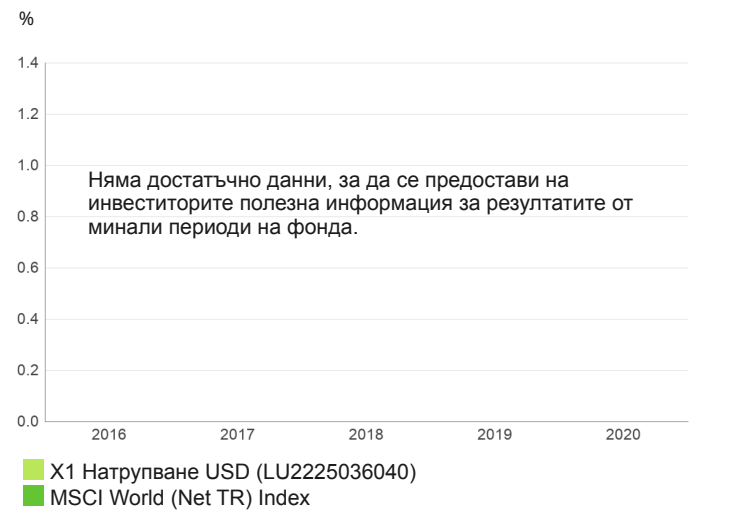 %
1.4
1.2
1.0
Няма достатъчно данни, за да се предостави на
инвеститорите полезна информация за резултатите от
0.8
минали периоди на фонда.
0.6
0.4
0.2
0.0
2016 2017 2018 2019 2020
X1 Натрупване USD (LU2225036040)
MSCI World (Net TR) Index